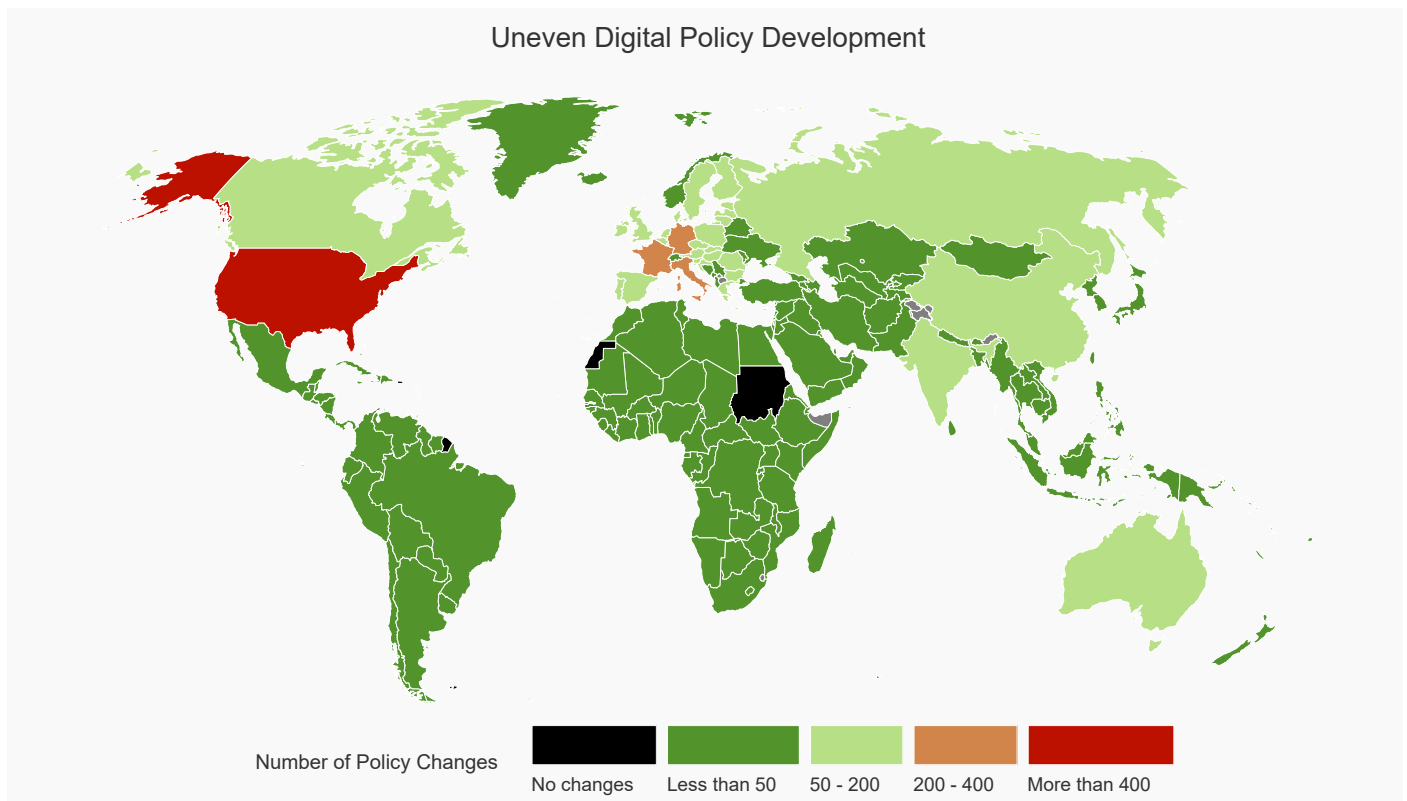 Uneven Digital Policy Development
Number of Policy Changes
No changes
Less than 50
50 - 200
200 - 400
More than 400